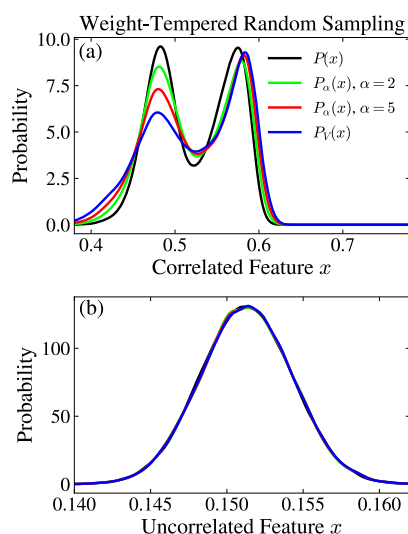 Weight-Tempered Random Sampling
(a)
10.0
7.5
5.0
2.5
0.0
Probability
P(x)
P_α(x), α = 2
P_α(x), α = 5
P_V̄(x)
0.4 0.5 0.6 0.7
Correlated Feature x
(b)
100
50
0
Probability
0.140 0.145 0.150 0.155 0.160
Uncorrelated Feature x